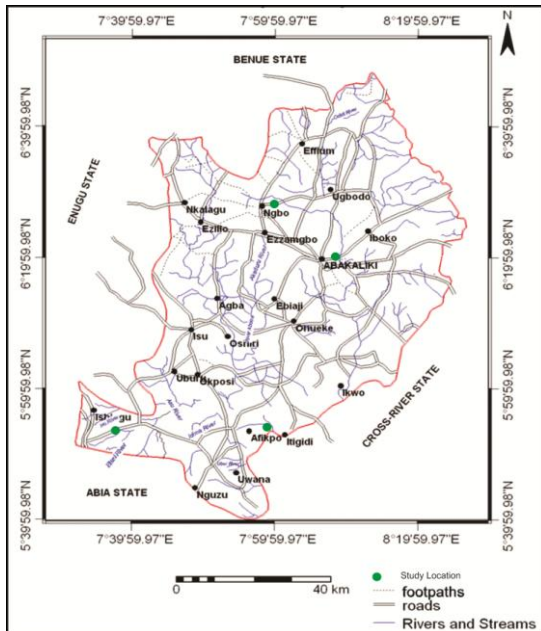 7°39'59.97"E 7°59'59.97"E 8°19'59.97"E
N
BENUE STATE
6°39'59.98"N 6°39'59.98"N
Effium
ENUGU STATE
Ugbodo
Nkalagu
Ngbo
Ezillo
Iboko
Ezzamgbo
6°19'59.98"N 6°19'59.98"N
ABAKALIKI
Agba
Ebiaji
Onueke
Isu
Oshiri
Uburu
Okposi
5°59'59.98"N 5°59'59.98"N
Ikwo
CROSS-RIVER STATE
Afikpo
Itigidi
Uwana
ABIA STATE
Nguzu
5°39'59.98"N 5°39'59.98"N
7°39'59.97"E 7°59'59.97"E 8°19'59.97"E
0 40 km
Study Location
footpaths
roads
Rivers and Streams